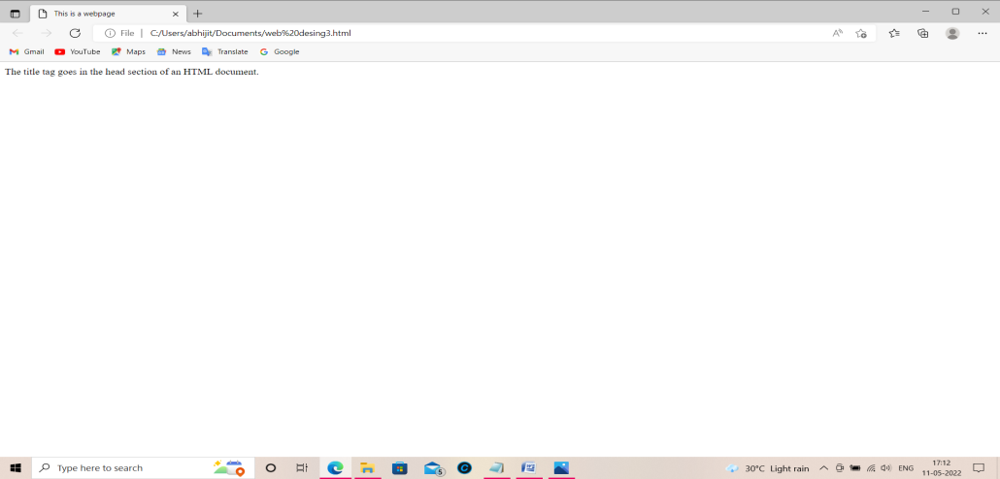 This is a webpage
File | C:/Users/abhijit/Documents/web%20desing3.html
Gmail YouTube Maps News Translate Google
The title tag goes in the head section of an HTML document.
Type here to search 30°C Light rain ENG 17:12
11-05-2022